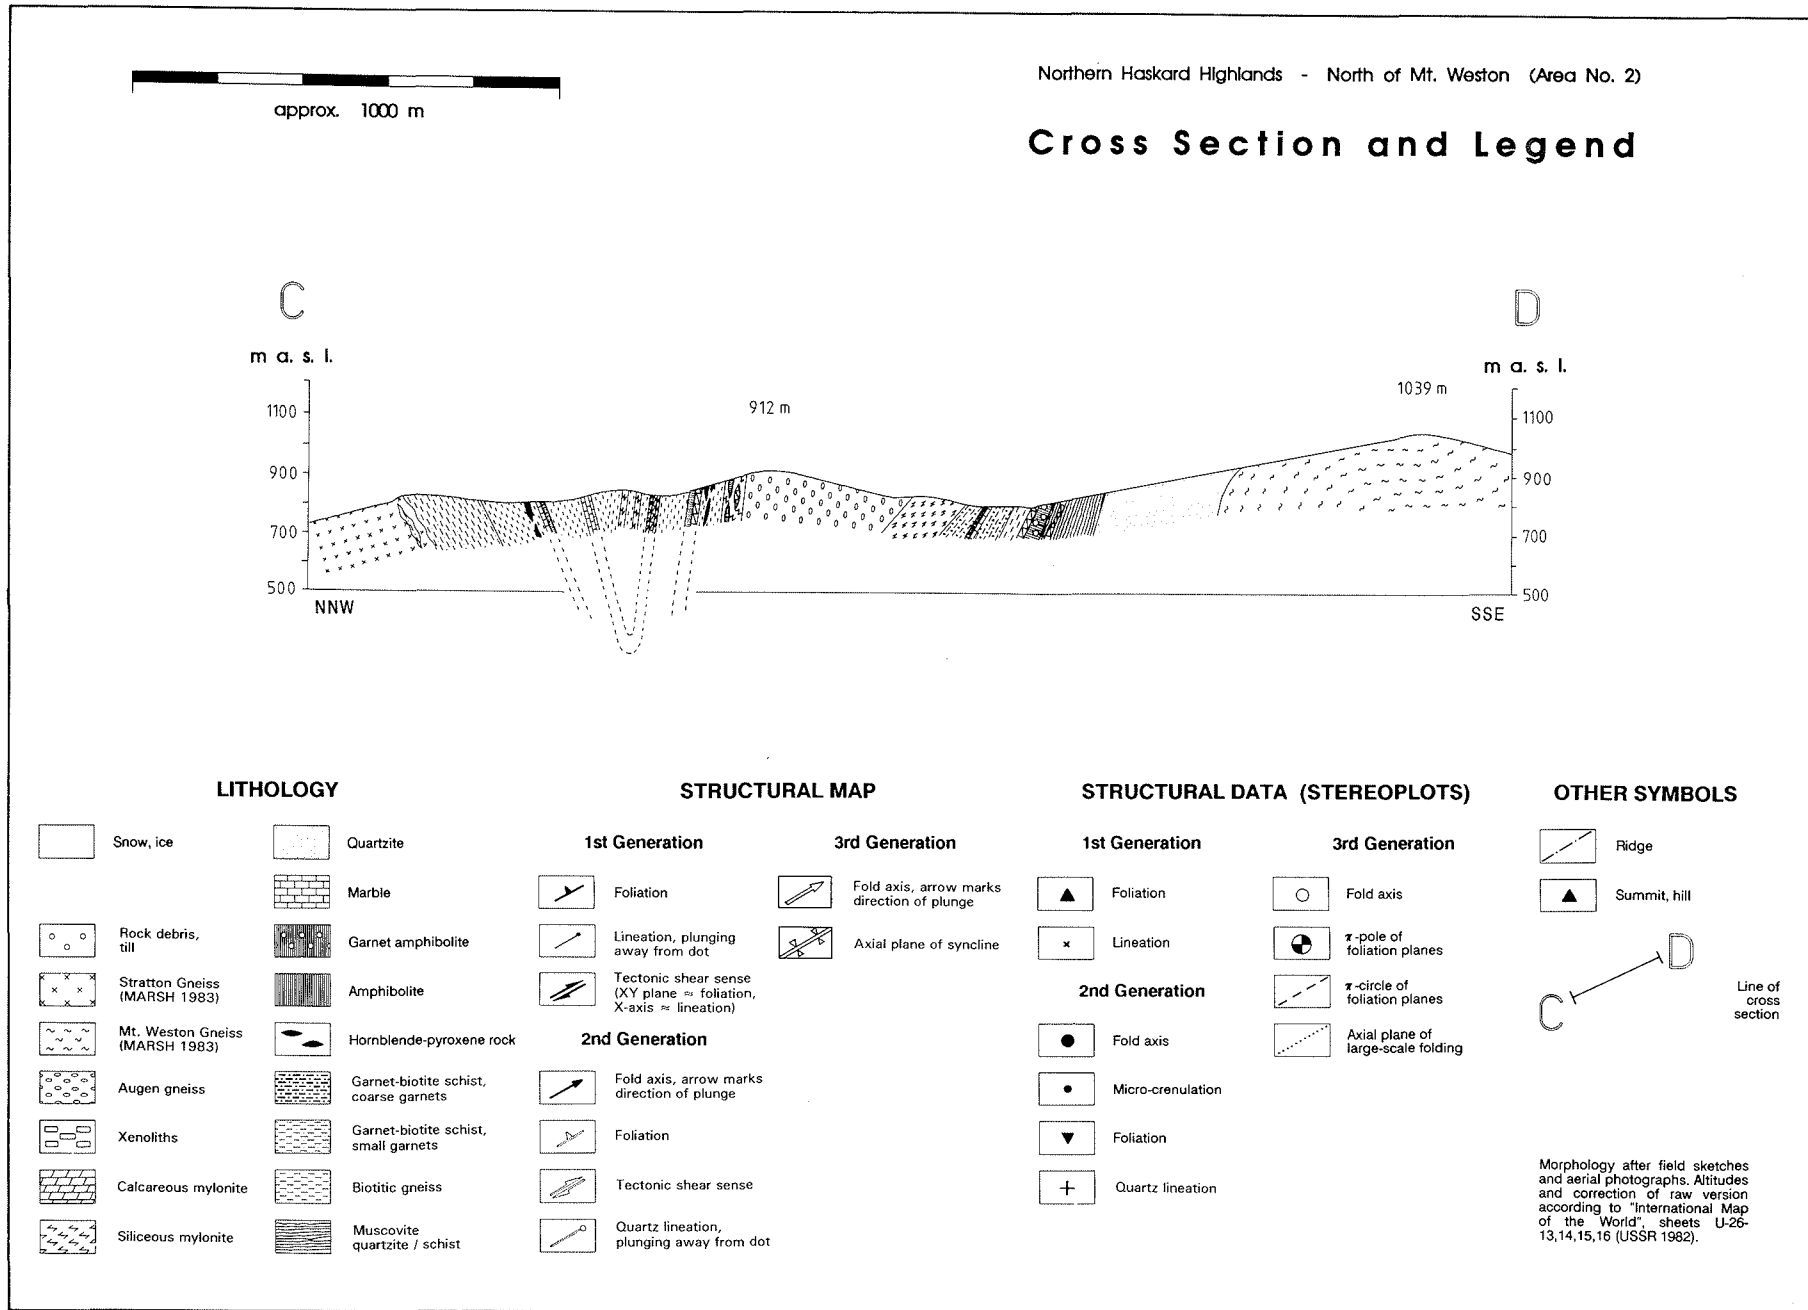 Northern Haskard Highlands - North of Mt. Weston (Area No. 2)
Cross Section and Legend
approx. 1000 m
C
D
m a. s. l.
m a. s. l.
1100
900
700
500
912 m
1039 m
1100
900
700
500
NNW
SSE
LITHOLOGY
Snow, ice
Rock debris,
till
Stratton Gneiss
(MARSH 1983)
Mt. Weston Gneiss
(MARSH 1983)
Augen gneiss
Xenoliths
Calcareous mylonite
Siliceous mylonite
Quartzite
Marble
Garnet amphibolite
Amphibolite
Hornblende-pyroxene rock
Garnet-biotite schist,
coarse garnets
Garnet-biotite schist,
small garnets
Biotitic gneiss
Muscovite
quartzite / schist
STRUCTURAL MAP
1st Generation
Foliation
Lineation, plunging
away from dot
Tectonic shear sense
(XY plane ≈ foliation,
X-axis ≈ lineation)
2nd Generation
Fold axis, arrow marks
direction of plunge
Foliation
Tectonic shear sense
Quartz lineation,
plunging away from dot
3rd Generation
Fold axis, arrow marks
direction of plunge
Axial plane of syncline
STRUCTURAL DATA (STEREOPLOTS)
1st Generation
Foliation
Lineation
2nd Generation
Fold axis
Micro-crenulation
Foliation
Quartz lineation
3rd Generation
Fold axis
π-pole of
foliation planes
π-circle of
foliation planes
Axial plane of
large-scale folding
OTHER SYMBOLS
Ridge
Summit, hill
D
C
Line of
cross
section
Morphology after field sketches
and aerial photographs. Altitudes
and correction of raw version
according to "International Map
of the World", sheets U-26-
13,14,15,16 (USSR 1982).